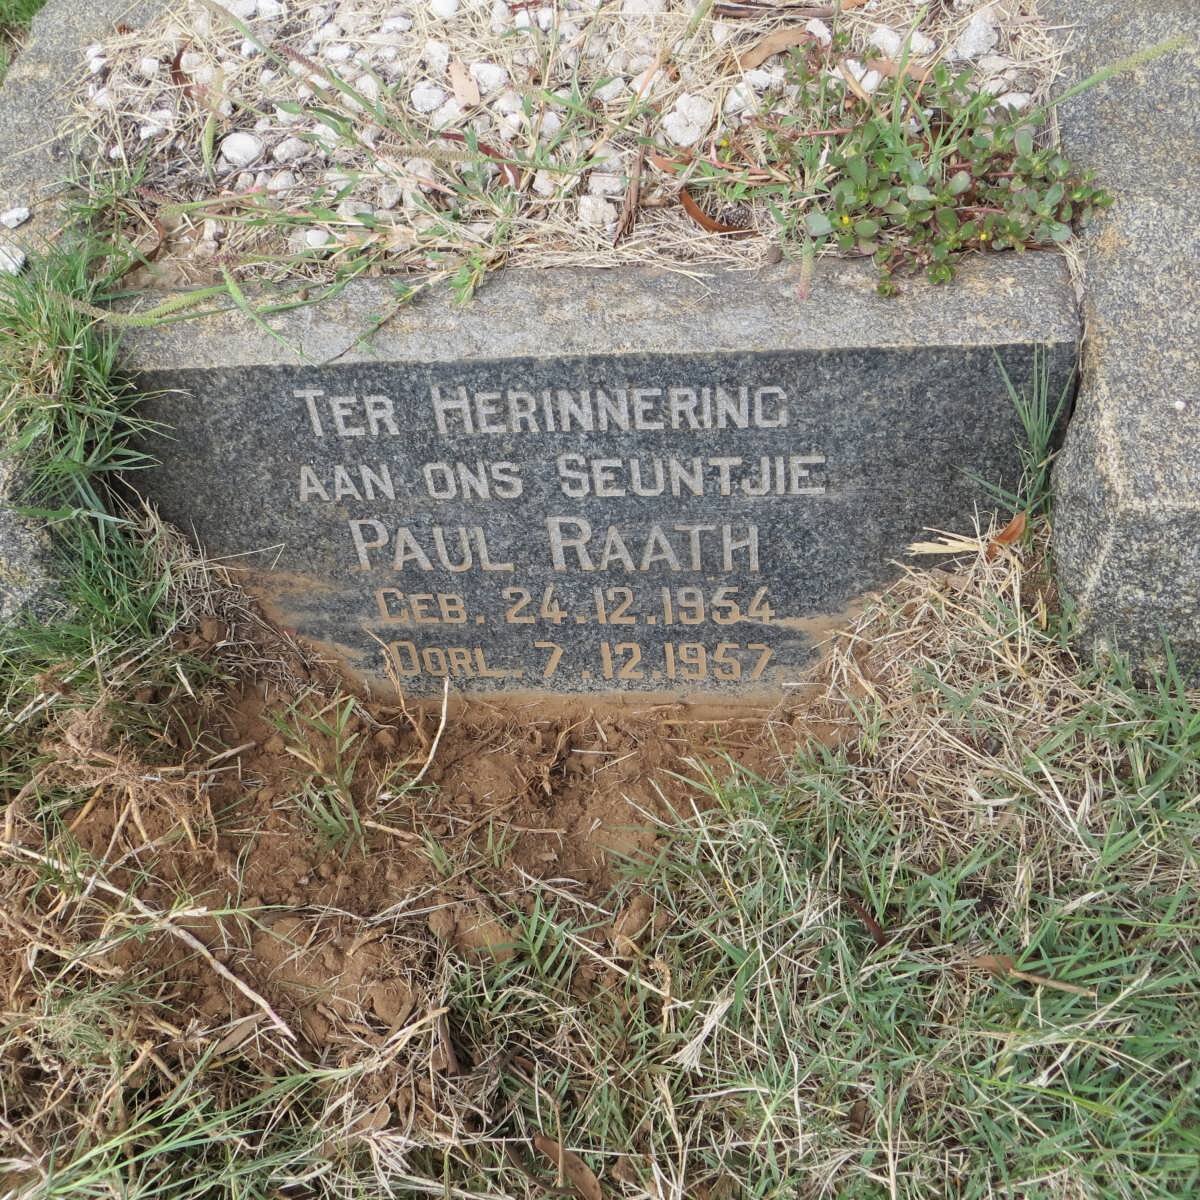 TER HERINNERING
AAN ONS SEUNTJIE
PAUL RAATH
GEB. 24.12.1954
OORL. 7.12.1957